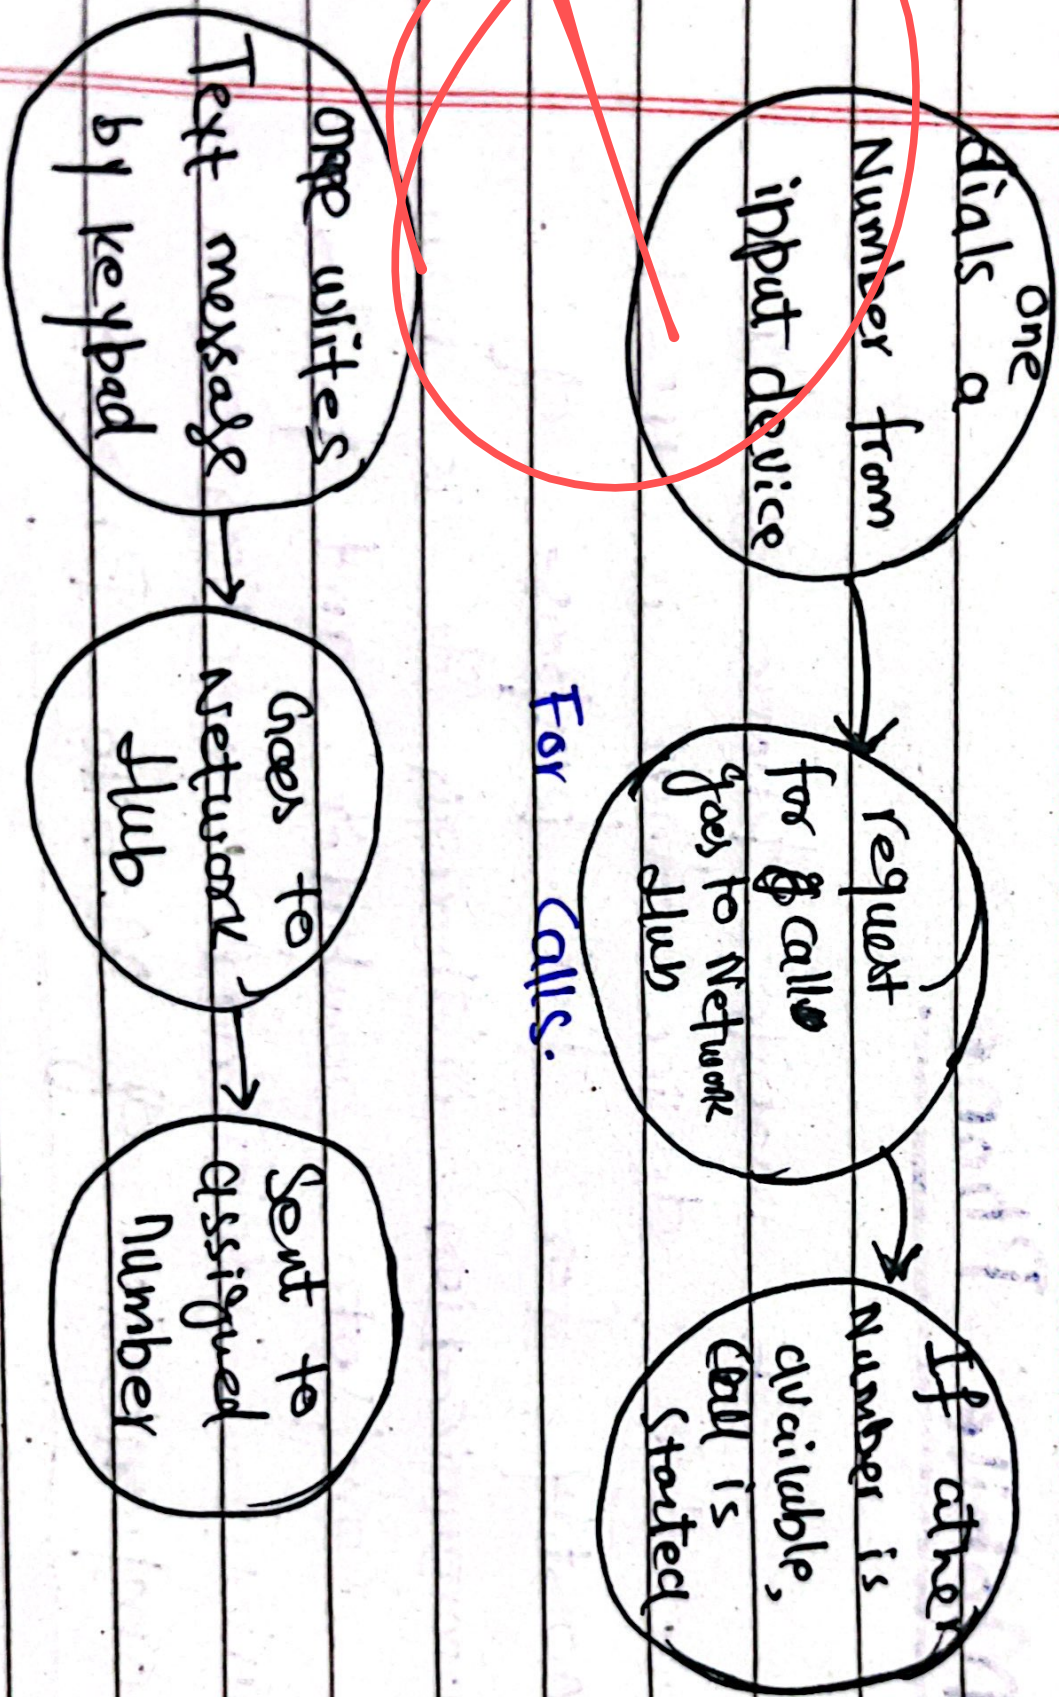 One
dials a
Number from
input device
request,
for call
goes to Network
Hub
If other
Number is
available,
Call is
started.
For Calls.
one writes
Text message
by keypad
Goes to
Network
Hub
Sent to
assigned
number